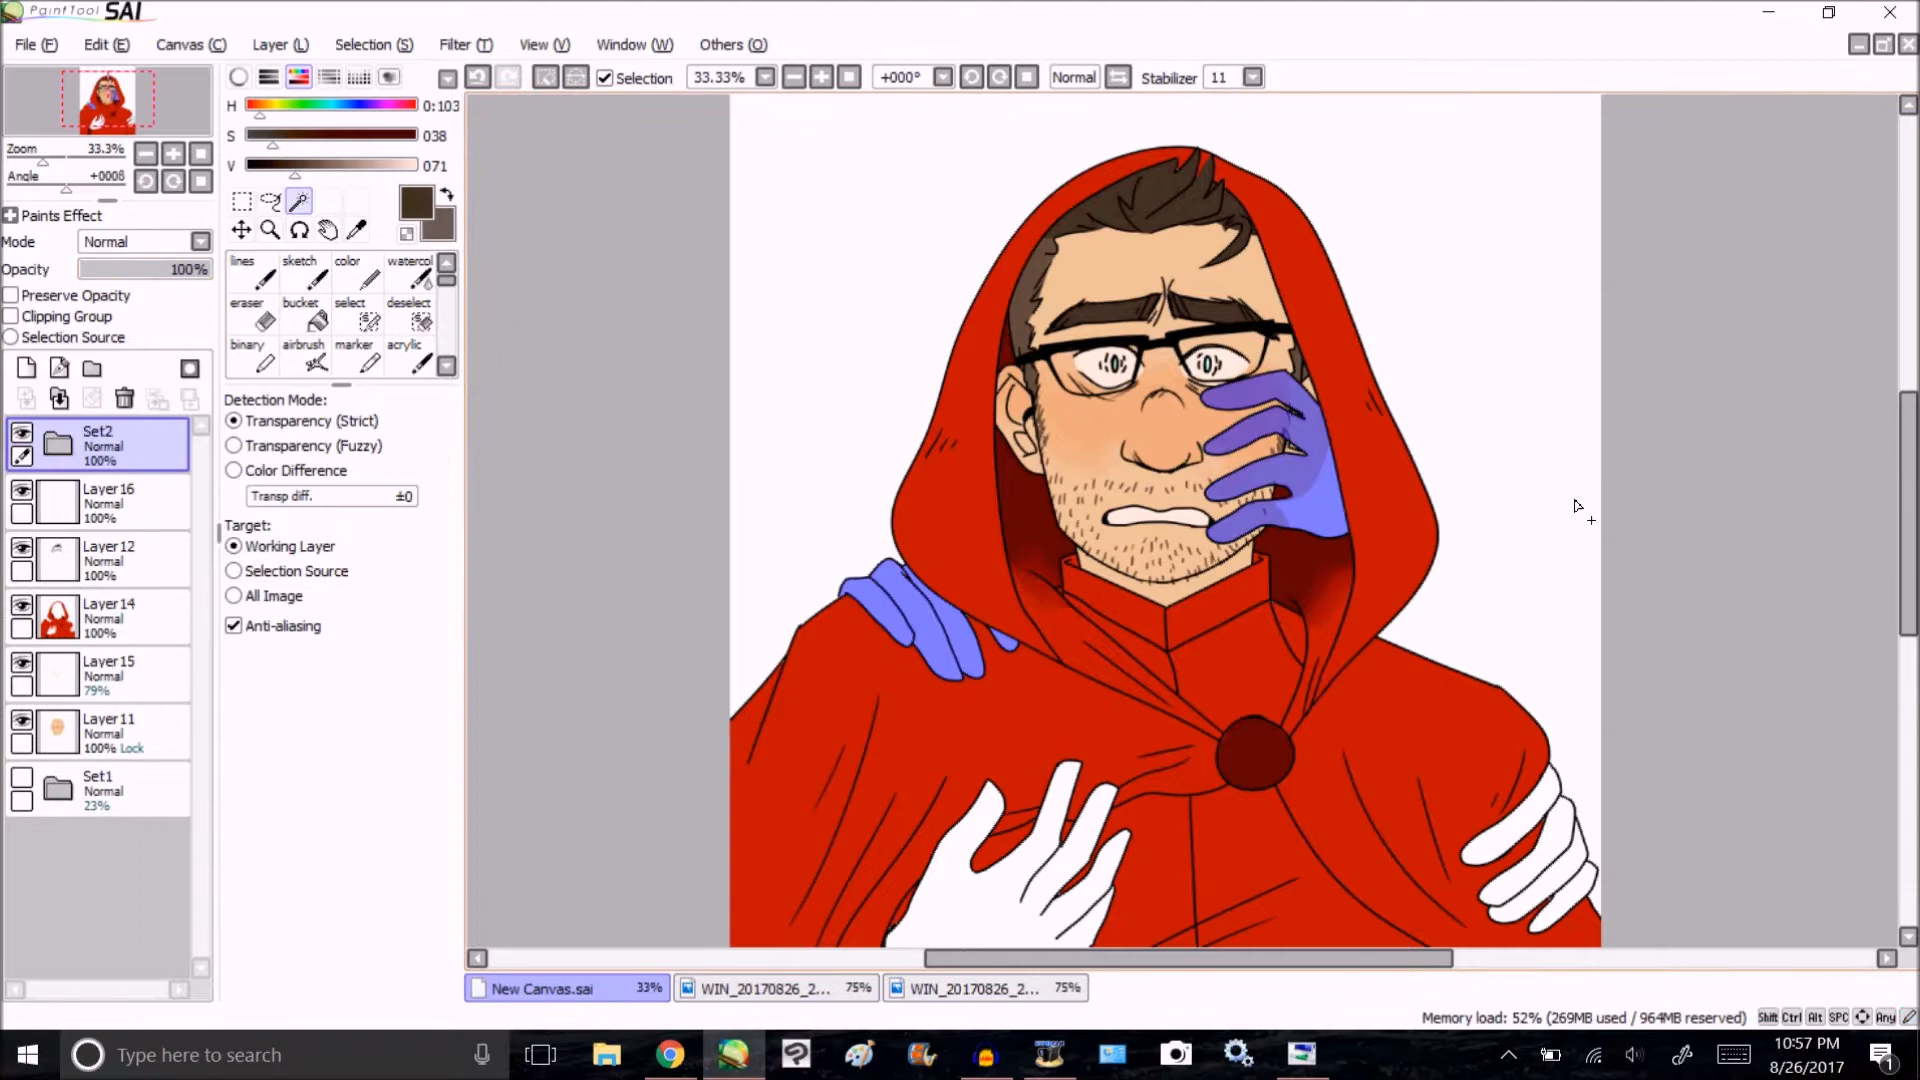 PaintTool SAI
File (F) Edit (E) Canvas (C) Layer (L) Selection (S) Filter (T) View (V) Window (W) Others (O)
Selection 33.33% +000° Normal Stabilizer 11
H 0:103
S 038
V 071
Zoom 33.3%
Angle +000ß
Paints Effect
Mode Normal
Opacity 100%
Preserve Opacity
Clipping Group
Selection Source
lines sketch color watercol
eraser bucket select deselect
binary airbrush marker acrylic
Detection Mode:
Transparency (Strict)
Transparency (Fuzzy)
Color Difference
Transp diff. ±0
Target:
Working Layer
Selection Source
All Image
Anti-aliasing
Set2
Normal
100%
Layer16
Normal
100%
Layer12
Normal
100%
Layer14
Normal
100%
Layer15
Normal
79%
Layer11
Normal
100% Lock
Set1
Normal
23%
New Canvas.sai 33%
WIN_20170826_2... 75%
WIN_20170826_2... 75%
Memory load: 52% (269MB used / 964MB reserved) Shift Ctrl Alt SPC Any
Type here to search
10:57 PM
8/26/2017
1